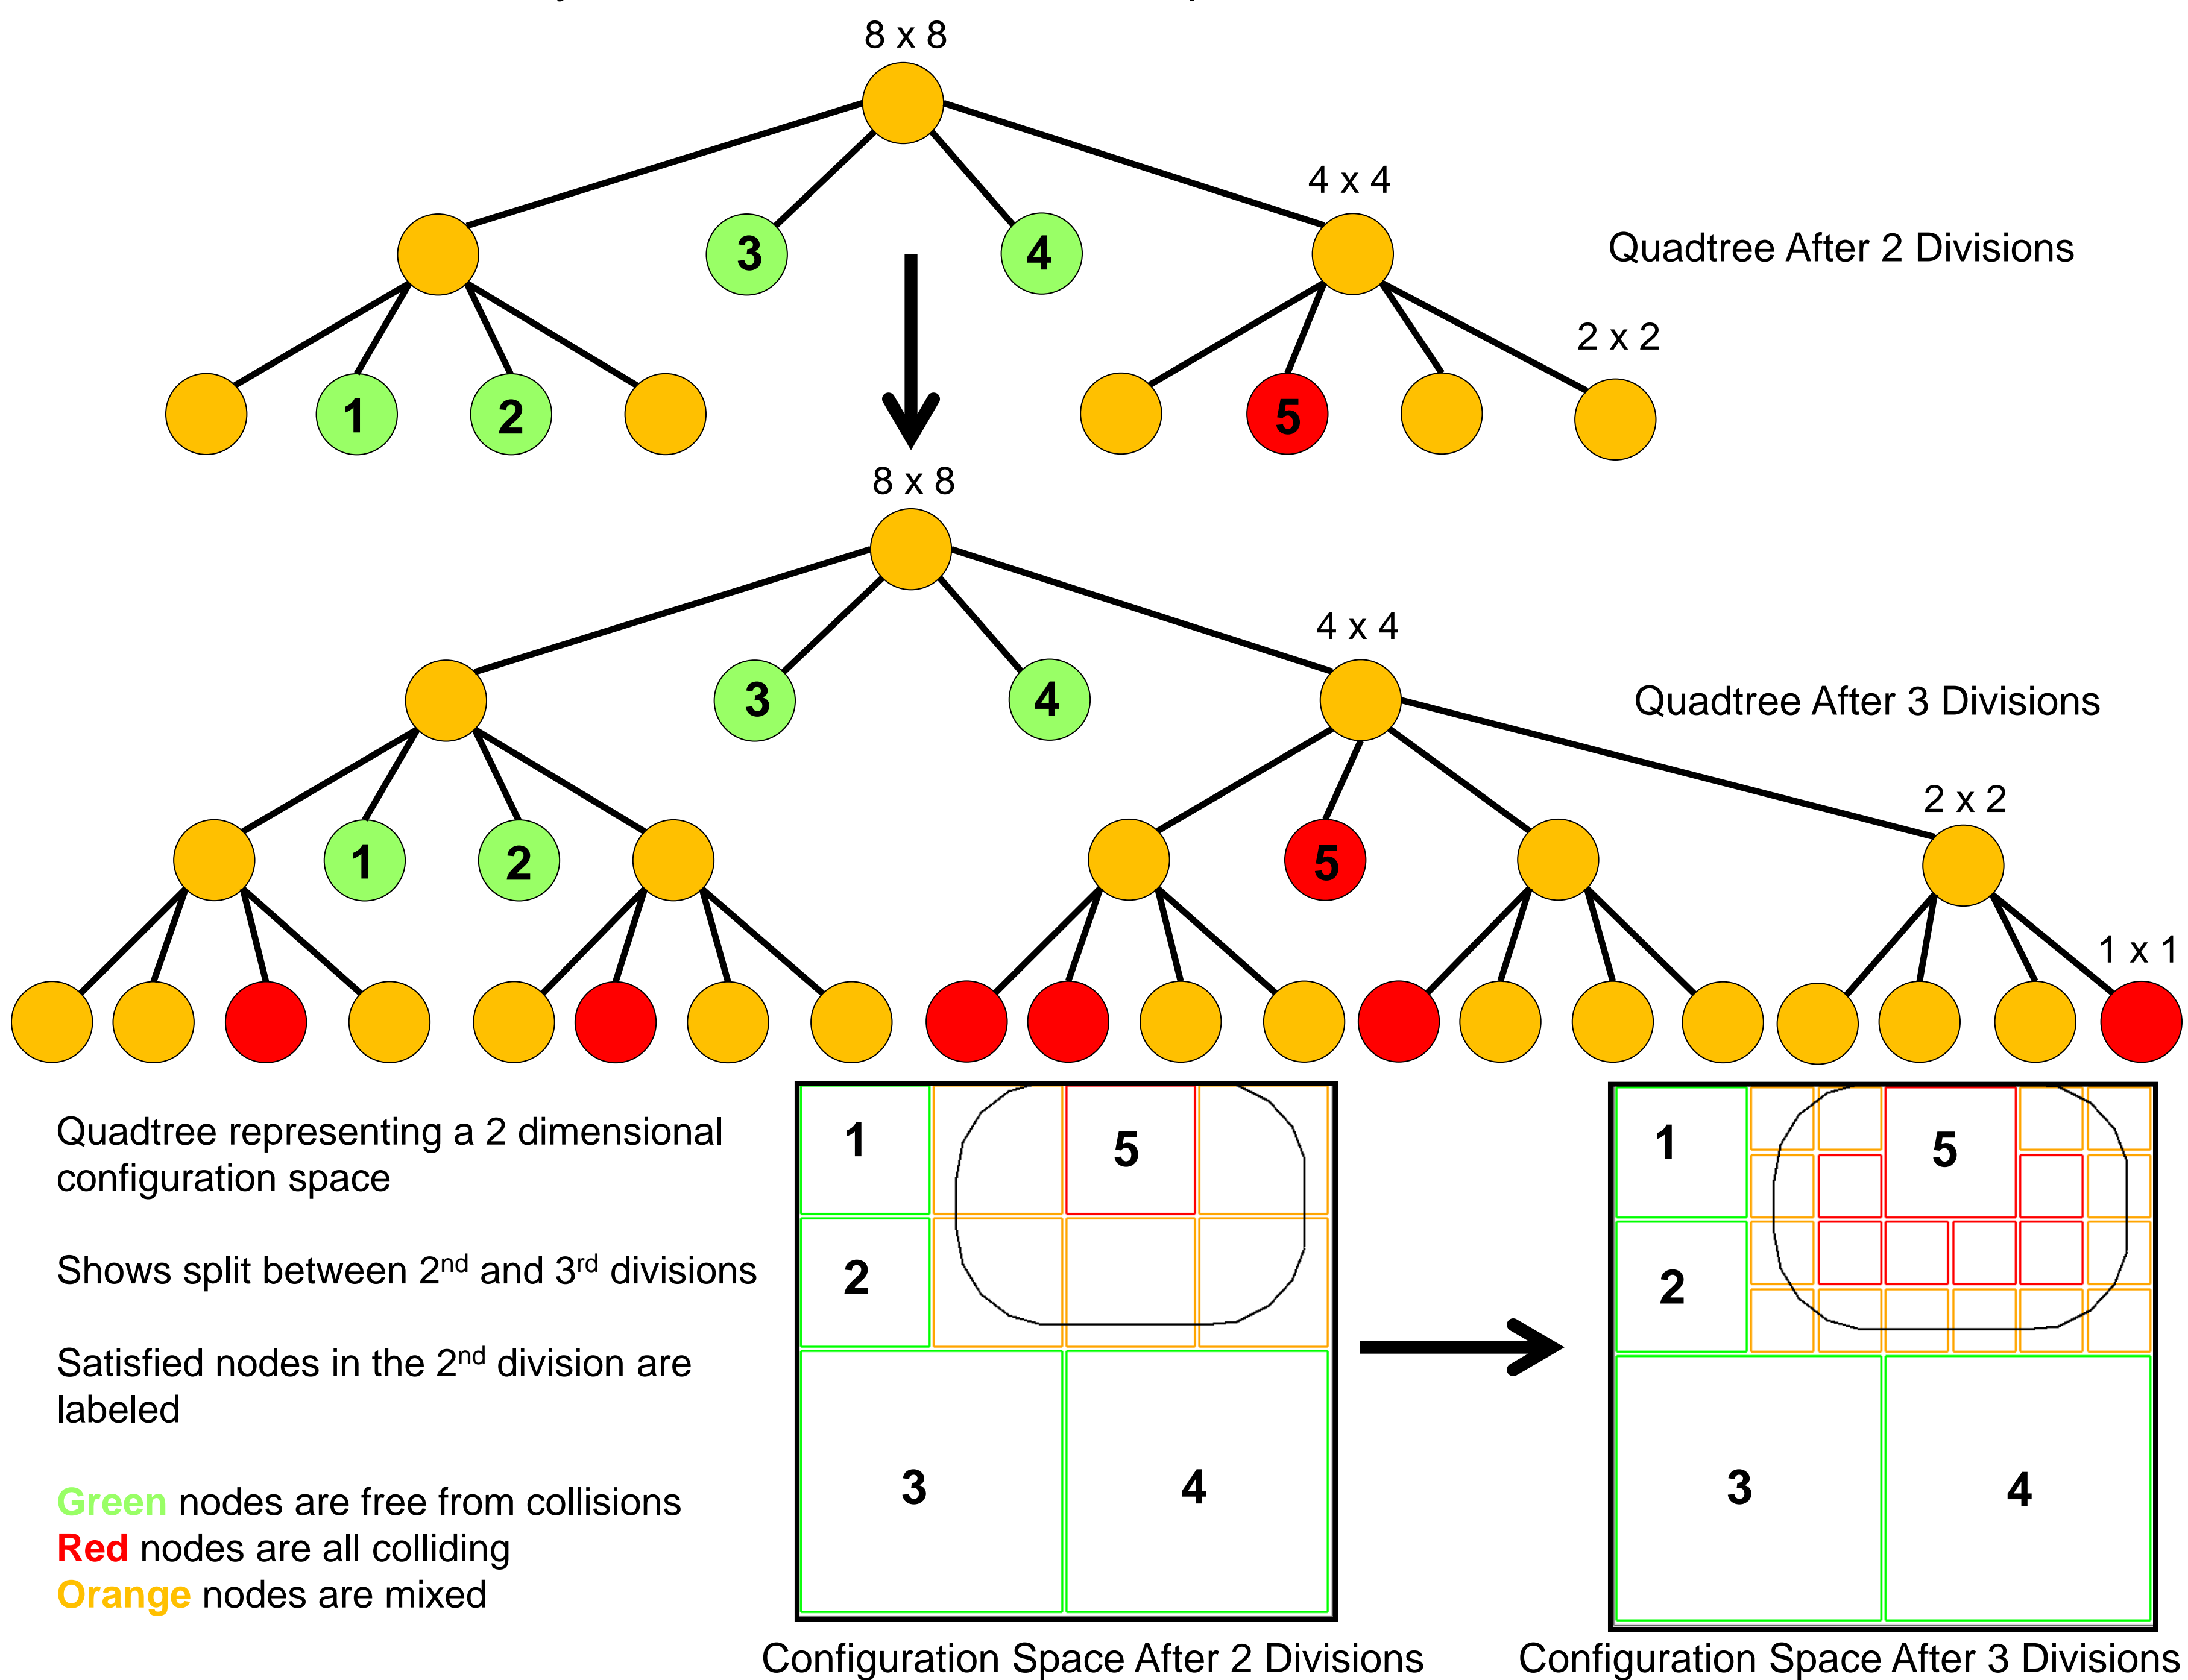 8 x 8
4 x 4
3
4
Quadtree After 2 Divisions
2 x 2
1
2
5
8 x 8
4 x 4
3
4
Quadtree After 3 Divisions
2 x 2
1
2
5
1 x 1
Quadtree representing a 2 dimensional
configuration space
Shows split between 2nd and 3rd divisions
Satisfied nodes in the 2nd division are
labeled
Green nodes are free from collisions
Red nodes are all colliding
Orange nodes are mixed
1
5
2
3
4
Configuration Space After 2 Divisions
1
5
2
3
4
Configuration Space After 3 Divisions